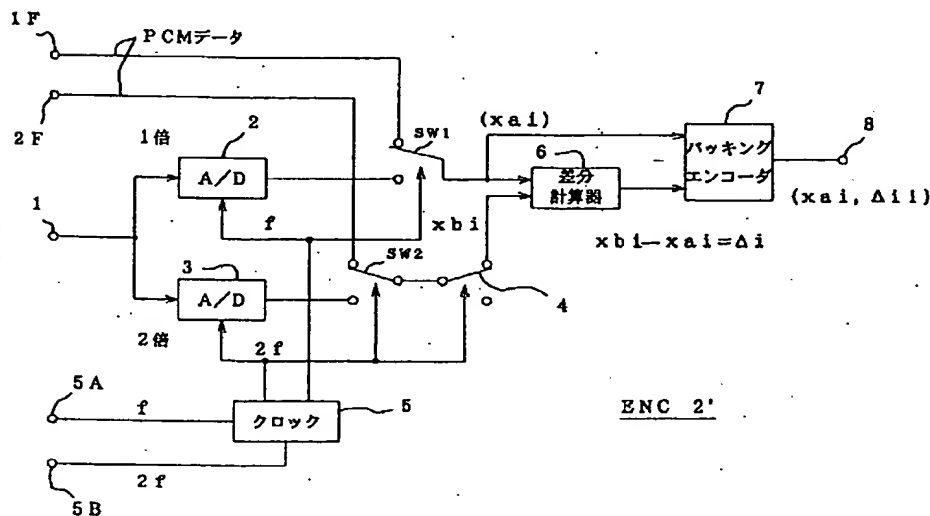 1F
PCMデータ
2F
1倍
2
SW1
(xai)
7
パッキング
エンコーダ
8
(xai, Δii)
A/D
6
差分
計算器
1
f
xbi
xbi－xai＝Δi
SW2
3
A/D
4
2倍
2f
5A
f
クロック
5
ENC 2'
2f
5B